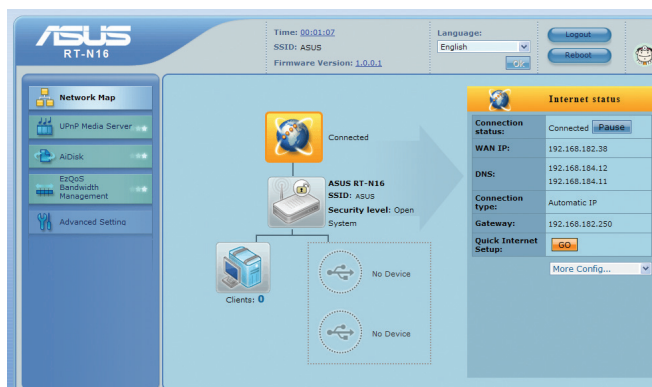 ASUS
RT-N16
Time: 00:01:07
SSID: ASUS
Firmware Version: 1.0.0.1
Language:
English
OK
Logout
Reboot
Network Map
UPnP Media Server
AiDisk
EzQoS
Bandwidth
Management
Advanced Setting
Connected
ASUS RT-N16
SSID: ASUS
Security level: Open
System
Clients: 0
No Device
No Device
Internet status
Connection
status:
Connected Pause
WAN IP: 192.168.182.38
DNS: 192.168.184.12
192.168.184.11
Connection
type:
Automatic IP
Gateway: 192.168.182.250
Quick Internet
Setup:
GO
More Config...